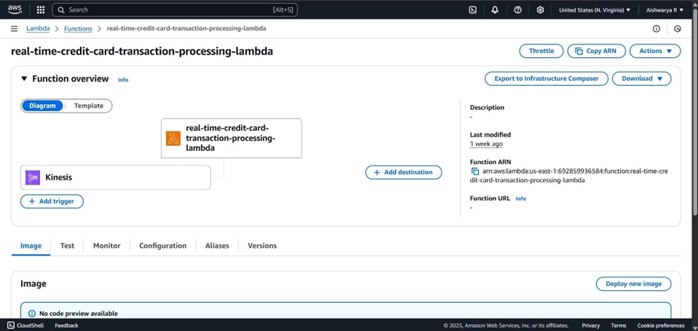 aws
Search
[Alt+S]
United States (N. Virginia)
Aishwarya R
Lambda > Functions > real-time-credit-card-transaction-processing-lambda
real-time-credit-card-transaction-processing-lambda
Throttle
Copy ARN
Actions
Function overview Info
Export to Infrastructure Composer
Download
Diagram
Template
real-time-credit-card-
transaction-processing-
lambda
Kinesis
+ Add trigger
+ Add destination
Description
-
Last modified
1 week ago
Function ARN
arn:aws:lambda:us-east-1:692859936584:function:real-time-cre
dit-card-transaction-processing-lambda
Function URL Info
-
Image
Test
Monitor
Configuration
Aliases
Versions
Image
Deploy new image
No code preview available
CloudShell
Feedback
© 2025, Amazon Web Services, Inc. or its affiliates.
Privacy
Terms
Cookie preferences